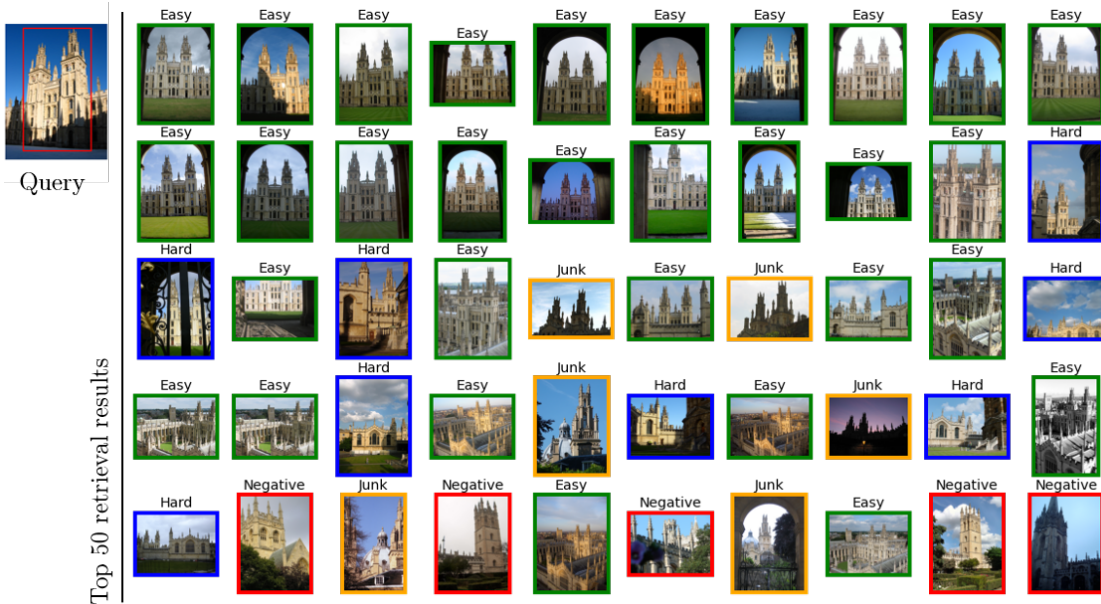 Easy Easy Easy Easy Easy Easy Easy Easy Easy Easy
Query
Easy Easy Easy Easy Easy Easy Easy Easy Easy Hard
Hard Easy Hard Easy Junk Easy Junk Easy Easy Hard
Easy Easy Hard Easy Junk Hard Easy Junk Hard Easy
Hard Negative Junk Negative Easy Negative Junk Easy Negative Negative
Top 50 retrieval results